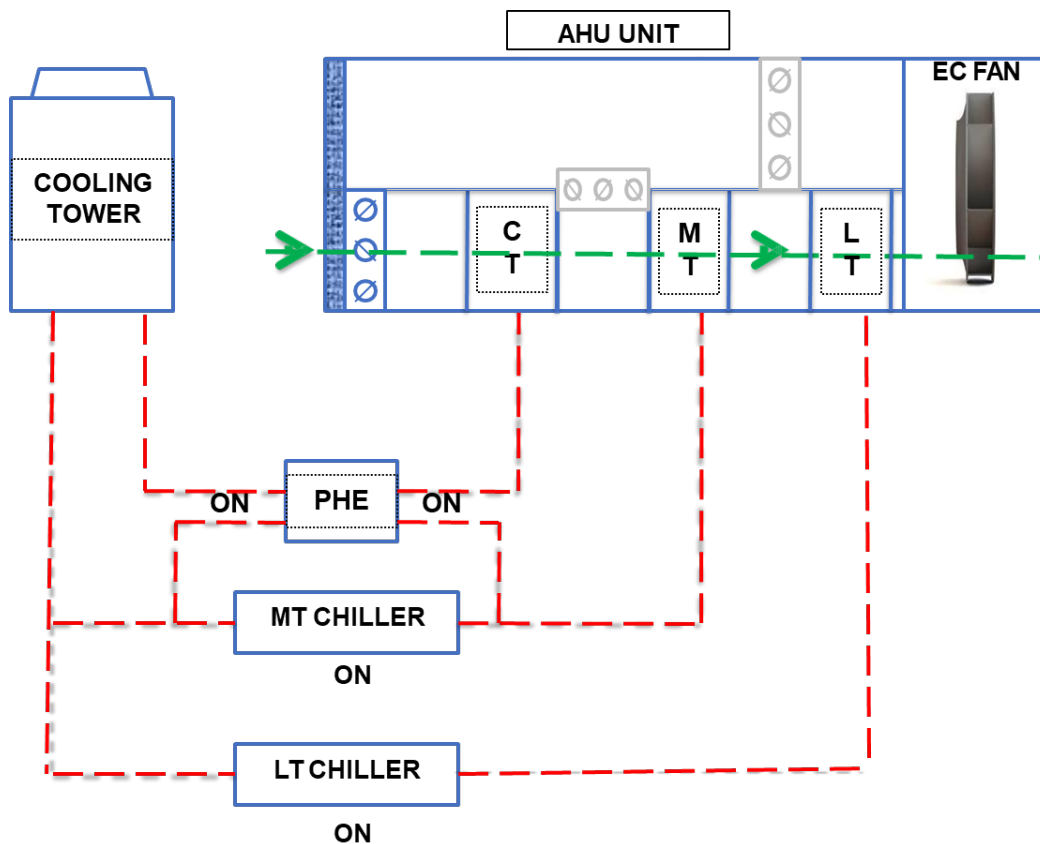 AHU UNIT
EC FAN
COOLING
TOWER
C
T
M
T
L
T
ON
PHE
ON
MT CHILLER
ON
LT CHILLER
ON